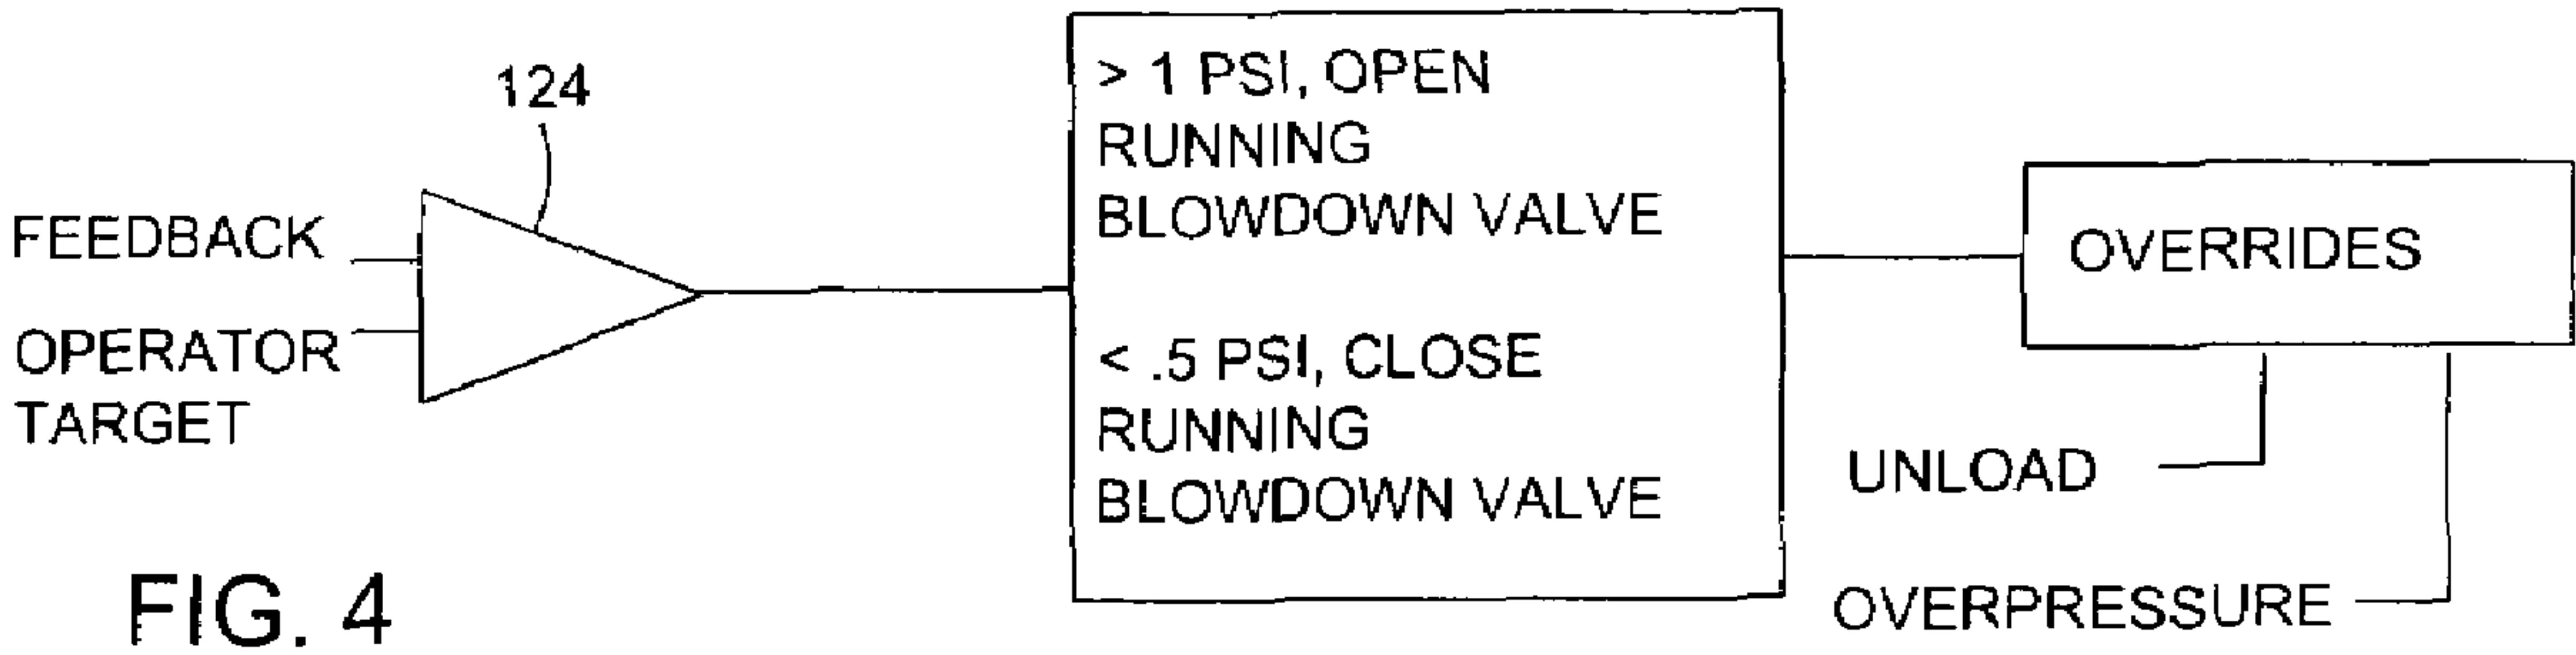 124
FEEDBACK
OPERATOR
TARGET
> 1 PSI, OPEN
RUNNING
BLOWDOWN VALVE
< .5 PSI, CLOSE
RUNNING
BLOWDOWN VALVE
OVERRIDES
UNLOAD
OVERPRESSURE
FIG. 4